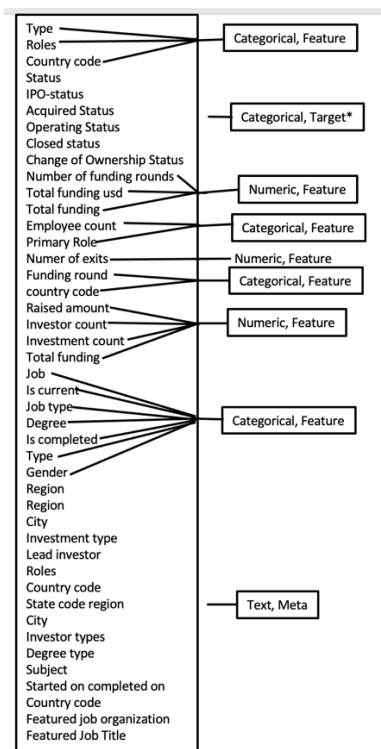 Type
Roles
Country code
Categorical, Feature
Status
IPO-status
Acquired Status
Operating Status
Closed status
Categorical, Target*
Change of Ownership Status
Number of funding rounds
Total funding usd
Total funding
Numeric, Feature
Employee count
Primary Role
Categorical, Feature
Numer of exits
Numeric, Feature
Funding round
country code
Categorical, Feature
Raised amount
Investor count
Investment count
Total funding
Numeric, Feature
Job
Is current
Job type
Degree
Is completed
Type
Gender
Categorical, Feature
Region
Region
City
Investment type
Lead investor
Roles
Country code
State code region
City
Text, Meta
Investor types
Degree type
Subject
Started on completed on
Country code
Featured job organization
Featured Job Title